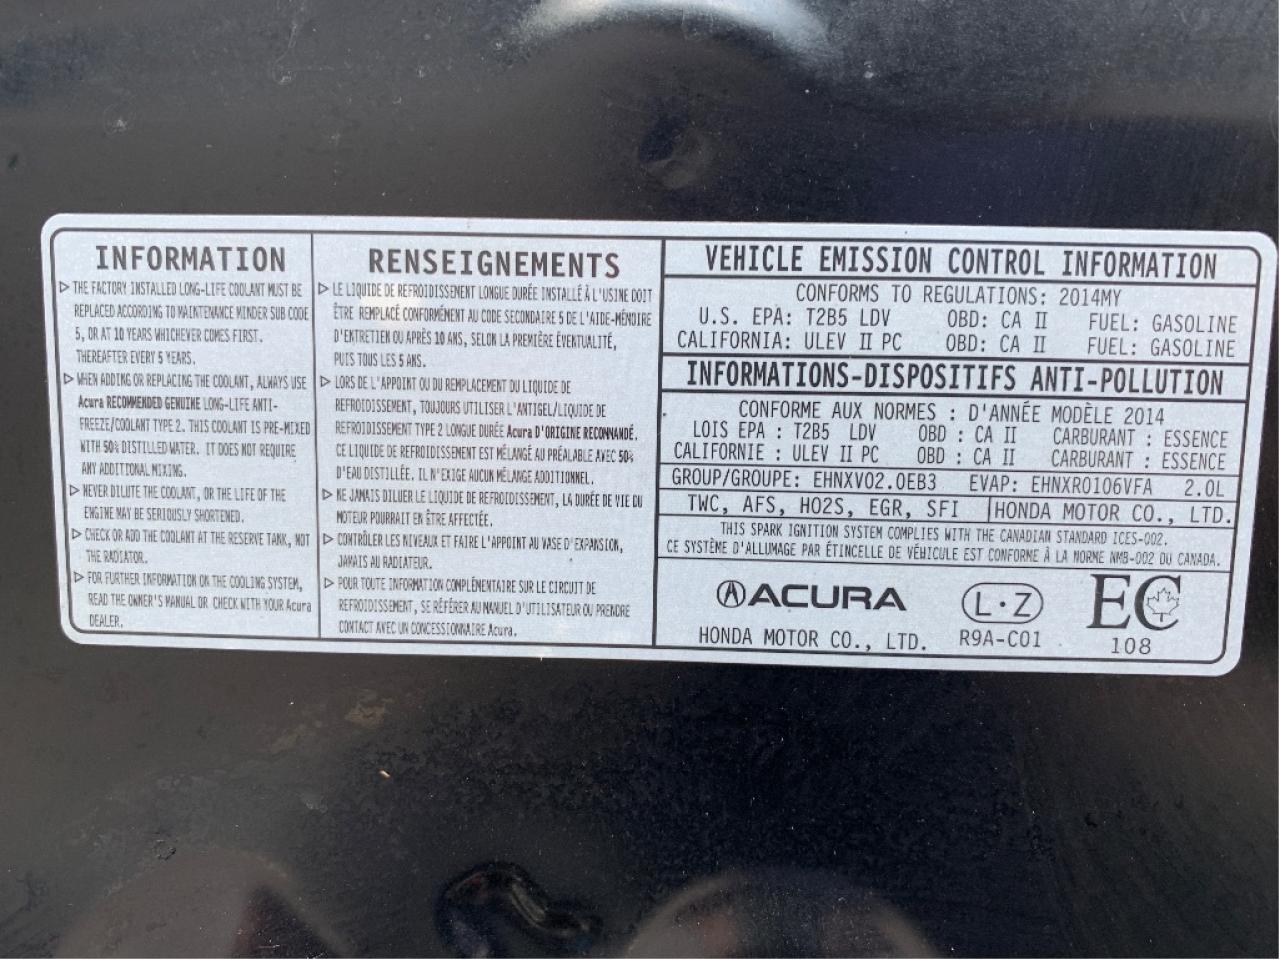 INFORMATION
▷ THE FACTORY INSTALLED LONG-LIFE COOLANT MUST BE
REPLACED ACCORDING TO MAINTENANCE MINDER SUB CODE
5, OR AT 10 YEARS WHICHEVER COMES FIRST.
THEREAFTER EVERY 5 YEARS.
▷ WHEN ADDING OR REPLACING THE COOLANT, ALWAYS USE
Acura RECOMMENDED GENUINE LONG-LIFE ANTI-
FREEZE/COOLANT TYPE 2. THIS COOLANT IS PRE-MIXED
WITH 50% DISTILLED WATER. IT DOES NOT REQUIRE
ANY ADDITIONAL MIXING.
▷ NEVER DILUTE THE COOLANT, OR THE LIFE OF THE
ENGINE MAY BE SERIOUSLY SHORTENED.
▷ CHECK OR ADD THE COOLANT AT THE RESERVE TANK, NOT
THE RADIATOR.
▷ FOR FURTHER INFORMATION ON THE COOLING SYSTEM,
READ THE OWNER'S MANUAL OR CHECK WITH YOUR Acura
DEALER.
RENSEIGNEMENTS
▷ LE LIQUIDE DE REFROIDISSEMENT LONGUE DURÉE INSTALLÉ À L'USINE DOIT
ÊTRE REMPLACÉ CONFORMÉMENT AU CODE SECONDAIRE 5 DE L'AIDE-MÉMOIRE
D'ENTRETIEN OU APRÈS 10 ANS, SELON LA PREMIÈRE ÉVENTUALITÉ,
PUIS TOUS LES 5 ANS.
▷ LORS DE L'APPOINT OU DU REMPLACEMENT DU LIQUIDE DE
REFROIDISSEMENT, TOUJOURS UTILISER L'ANTIGEL/LIQUIDE DE
REFROIDISSEMENT TYPE 2 LONGUE DURÉE Acura D'ORIGINE RECOMMANDÉ.
CE LIQUIDE DE REFROIDISSEMENT EST MÉLANGÉ AU PRÉALABLE AVEC 50%
D'EAU DISTILLÉE. IL N'EXIGE AUCUN MÉLANGE ADDITIONNEL.
▷ NE JAMAIS DILUER LE LIQUIDE DE REFROIDISSEMENT, LA DURÉE DE VIE DU
MOTEUR POURRAIT EN ÊTRE AFFECTÉE.
▷ CONTRÔLER LES NIVEAUX ET FAIRE L'APPOINT AU VASE D'EXPANSION,
JAMAIS AU RADIATEUR.
▷ POUR TOUTE INFORMATION COMPLÉMENTAIRE SUR LE CIRCUIT DE
REFROIDISSEMENT, SE RÉFÉRER AU MANUEL D'UTILISATEUR OU PRENDRE
CONTACT AVEC UN CONCESSIONNAIRE Acura.
VEHICLE EMISSION CONTROL INFORMATION
CONFORMS TO REGULATIONS: 2014MY
U.S. EPA: T2B5 LDV OBD: CA II FUEL: GASOLINE
CALIFORNIA: ULEV II PC OBD: CA II FUEL: GASOLINE
INFORMATIONS-DISPOSITIFS ANTI-POLLUTION
CONFORME AUX NORMES : D'ANNÉE MODÈLE 2014
LOIS EPA : T2B5 LDV OBD : CA II CARBURANT : ESSENCE
CALIFORNIE : ULEV II PC OBD : CA II CARBURANT : ESSENCE
GROUP/GROUPE: EHNXV02.0EB3 EVAP: EHNXR0106VFA 2.0L
TWC, AFS, HO2S, EGR, SFI HONDA MOTOR CO., LTD.
THIS SPARK IGNITION SYSTEM COMPLIES WITH THE CANADIAN STANDARD ICES-002.
CE SYSTÈME D'ALLUMAGE PAR ÉTINCELLE DE VÉHICULE EST CONFORME À LA NORME NMB-002 DU CANADA.
ACURA L·Z EC
HONDA MOTOR CO., LTD. R9A-C01 108